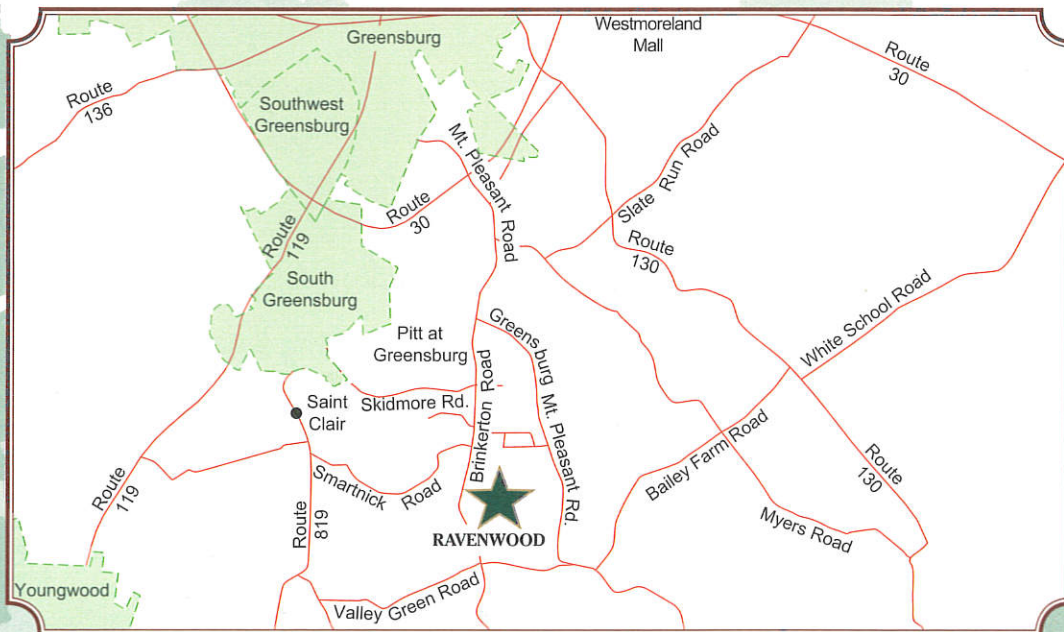 Westmoreland
Mall
Greensburg
Route
30
Route
136
Southwest
Greensburg
Mt. Pleasant Road
Slate Run Road
Route
30
Route
119
Route
130
South
Greensburg
White School Road
Greensburg Mt. Pleasant Rd.
Pitt at
Greensburg
Brinkerton Road
Saint
Clair
Skidmore Rd.
Bailey Farm Road
Smartnick Road
Route
119
Route
819
Route
130
Myers Road
RAVENWOOD
Youngwood
Valley Green Road